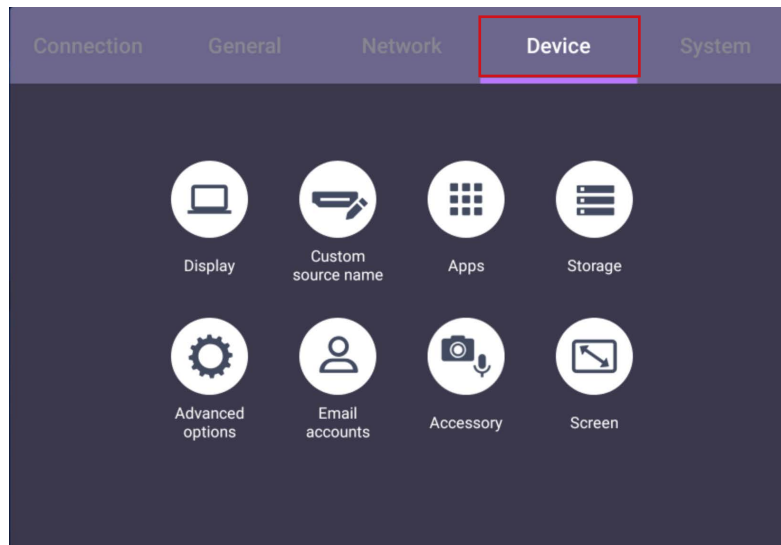 Connection General Network Device System
Display
Custom
source name
Apps
Storage
Advanced
options
Email
accounts
Accessory
Screen